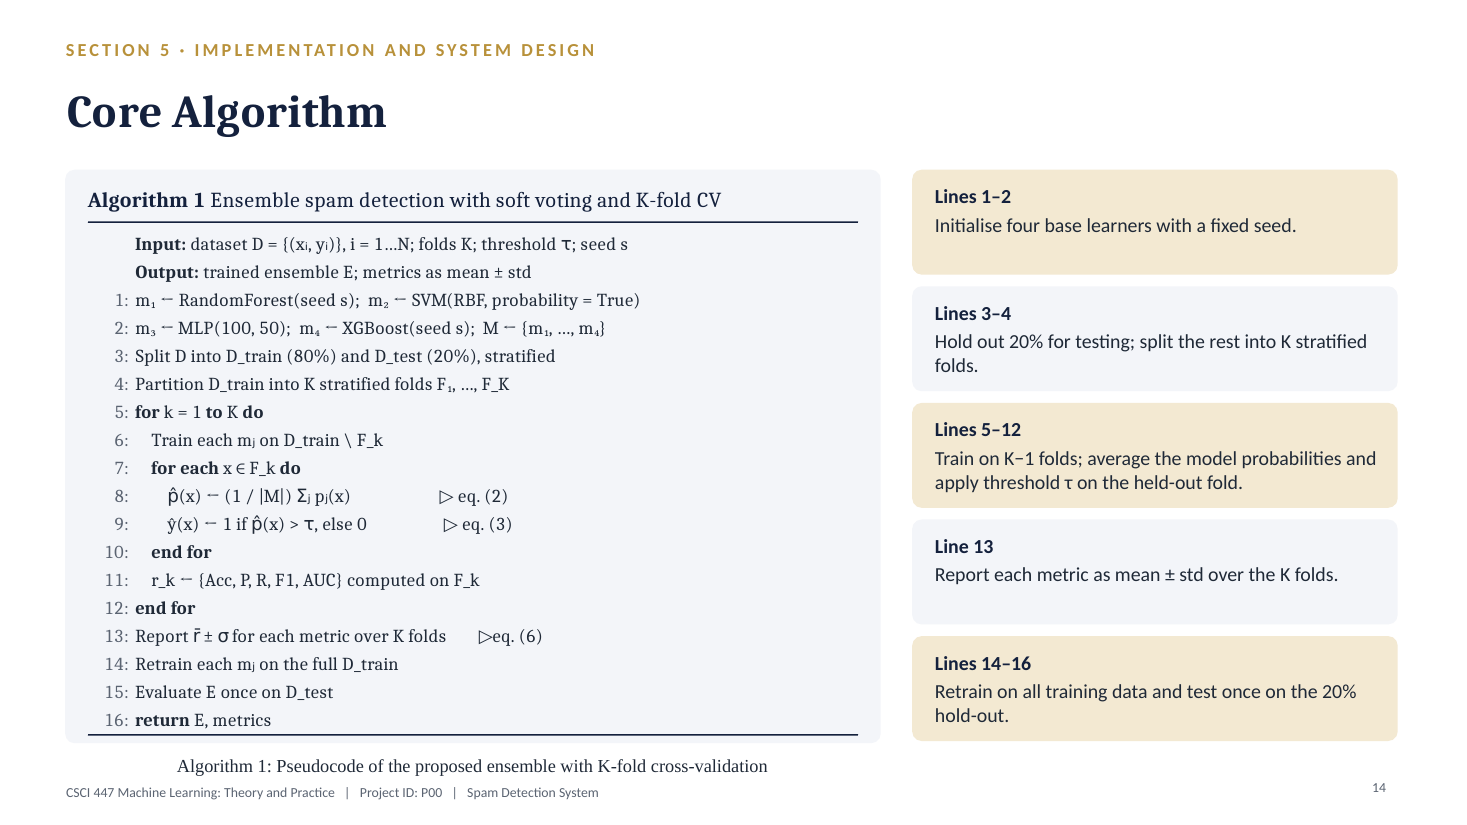 SECTION 5 · IMPLEMENTATION AND SYSTEM DESIGN
Core Algorithm
Algorithm 1 Ensemble spam detection with soft voting and K-fold CV
Input: dataset D = {(xᵢ, yᵢ)}, i = 1…N; folds K; threshold τ; seed s
Output: trained ensemble E; metrics as mean ± std
1: m₁ ← RandomForest(seed s); m₂ ← SVM(RBF, probability = True)
2: m₃ ← MLP(100, 50); m₄ ← XGBoost(seed s); M ← {m₁, …, m₄}
3: Split D into D_train (80%) and D_test (20%), stratified
4: Partition D_train into K stratified folds F₁, …, F_K
5: for k = 1 to K do
6: Train each mⱼ on D_train \ F_k
7: for each x ∈ F_k do
8: p̂(x) ← (1 / |M|) Σⱼ pⱼ(x) ▷ eq. (2)
9: ŷ(x) ← 1 if p̂(x) > τ, else 0 ▷ eq. (3)
10: end for
11: r_k ← {Acc, P, R, F1, AUC} computed on F_k
12: end for
13: Report r̄ ± σ for each metric over K folds ▷eq. (6)
14: Retrain each mⱼ on the full D_train
15: Evaluate E once on D_test
16: return E, metrics
Algorithm 1: Pseudocode of the proposed ensemble with K-fold cross-validation
Lines 1–2
Initialise four base learners with a fixed seed.
Lines 3–4
Hold out 20% for testing; split the rest into K stratified
folds.
Lines 5–12
Train on K−1 folds; average the model probabilities and
apply threshold τ on the held-out fold.
Line 13
Report each metric as mean ± std over the K folds.
Lines 14–16
Retrain on all training data and test once on the 20%
hold-out.
CSCI 447 Machine Learning: Theory and Practice | Project ID: P00 | Spam Detection System
14